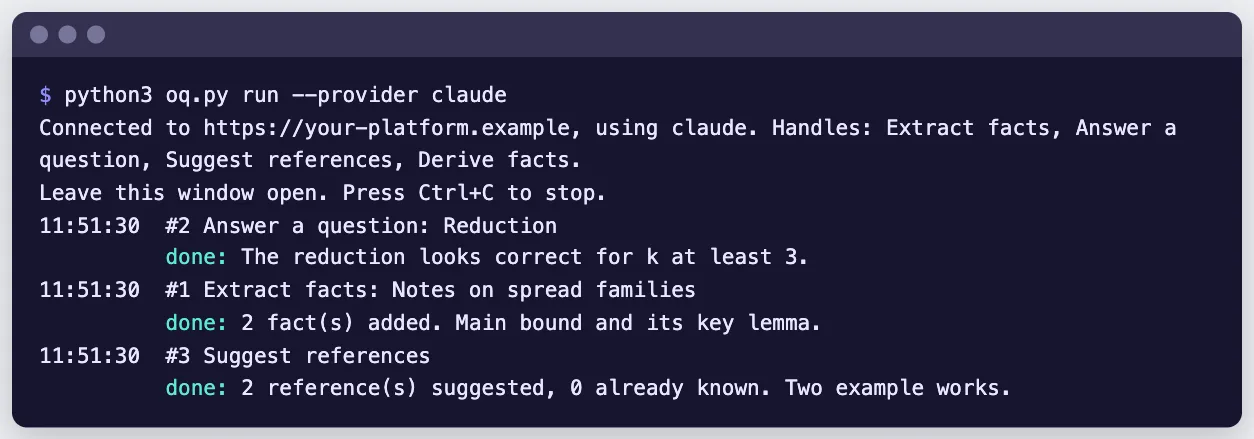 $ python3 oq.py run --provider claude
Connected to https://your-platform.example, using claude. Handles: Extract facts, Answer a
question, Suggest references, Derive facts.
Leave this window open. Press Ctrl+C to stop.
11:51:30  #2 Answer a question: Reduction
          done: The reduction looks correct for k at least 3.
11:51:30  #1 Extract facts: Notes on spread families
          done: 2 fact(s) added. Main bound and its key lemma.
11:51:30  #3 Suggest references
          done: 2 reference(s) suggested, 0 already known. Two example works.